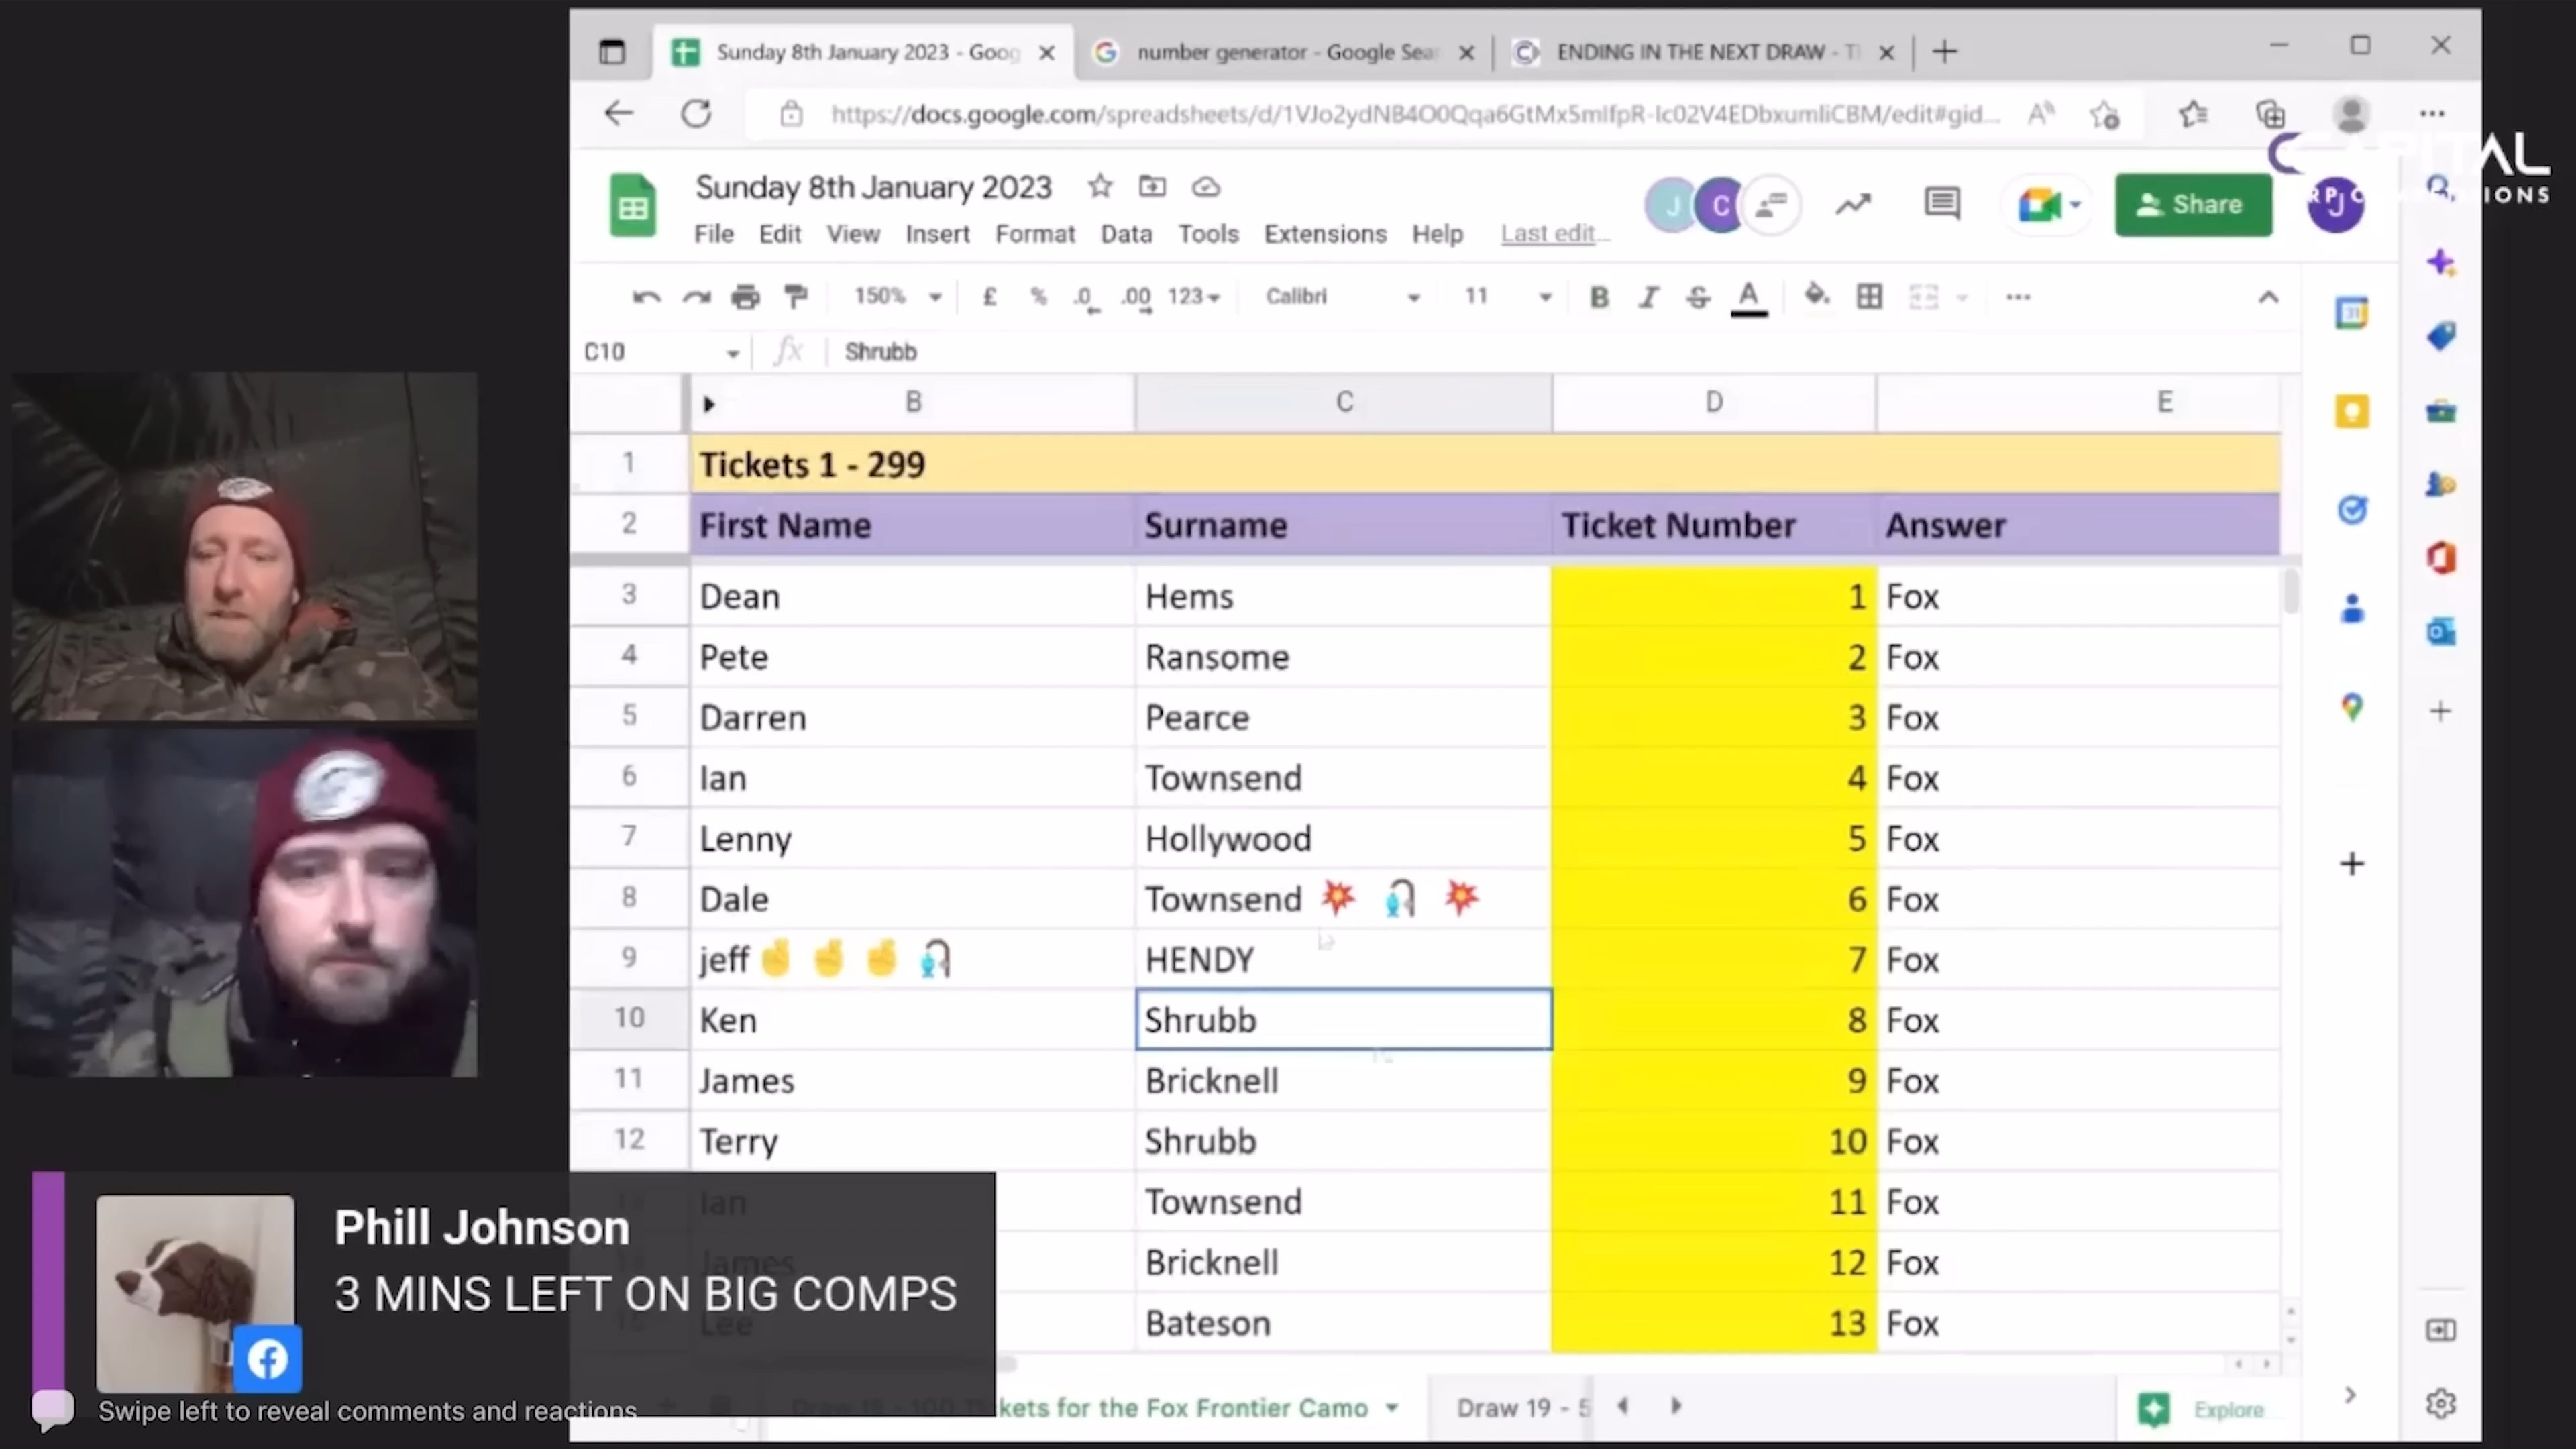 Sunday 8th January 2023 - Goog
number generator - Google Sear
ENDING IN THE NEXT DRAW - T
https://docs.google.com/spreadsheets/d/1VJo2ydNB4O0Qqa6GtMx5mIfpR-Ic02V4EDbxumliCBM/edit#gid...
CAPITAL
Sunday 8th January 2023
J C Share J
File Edit View Insert Format Data Tools Extensions Help Last edit...
150% £ % .0 .00 123 Calibri 11 B I S A
C10 fx Shrubb
B C D E
1 Tickets 1 - 299
2 First Name Surname Ticket Number Answer
3 Dean Hems 1 Fox
4 Pete Ransome 2 Fox
5 Darren Pearce 3 Fox
6 Ian Townsend 4 Fox
7 Lenny Hollywood 5 Fox
8 Dale Townsend 💥 🎣 💥 6 Fox
9 jeff 🤞 🤞 🤞 🎣 HENDY 7 Fox
10 Ken Shrubb 8 Fox
11 James Bricknell 9 Fox
12 Terry Shrubb 10 Fox
Ian Townsend 11 Fox
James Bricknell 12 Fox
Lee Bateson 13 Fox
Phill Johnson
3 MINS LEFT ON BIG COMPS
Swipe left to reveal comments and reactions
kets for the Fox Frontier Camo
Draw 19 - 5
Explore